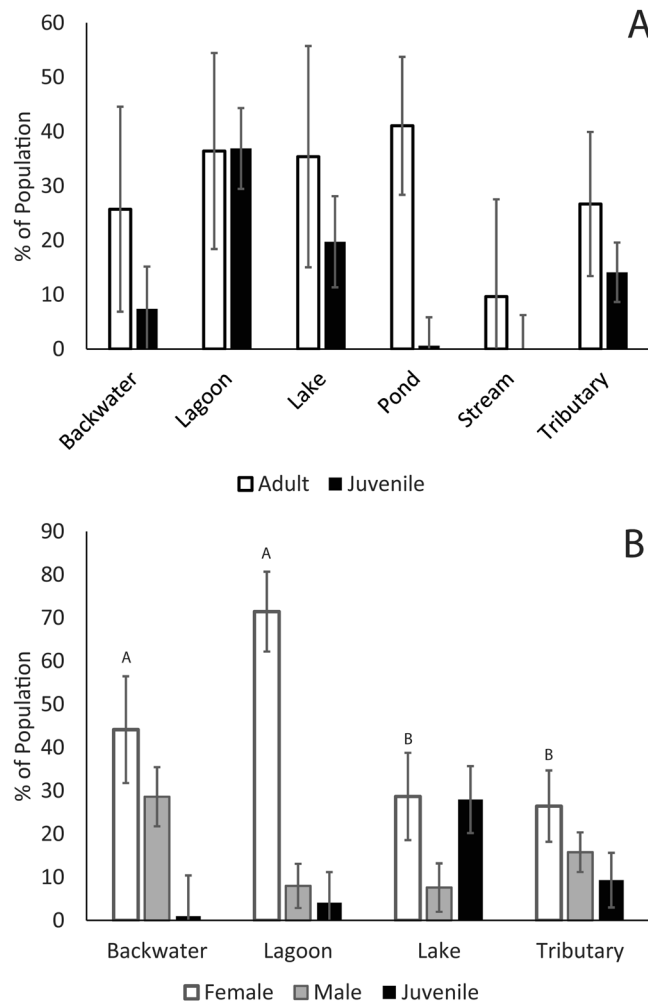 A
% of Population
60
50
40
30
20
10
0
Backwater
Lagoon
Lake
Pond
Stream
Tributary
Adult Juvenile
B
% of Population
90
80
70
60
50
40
30
20
10
0
A
A
B
B
Backwater Lagoon Lake Tributary
Female Male Juvenile